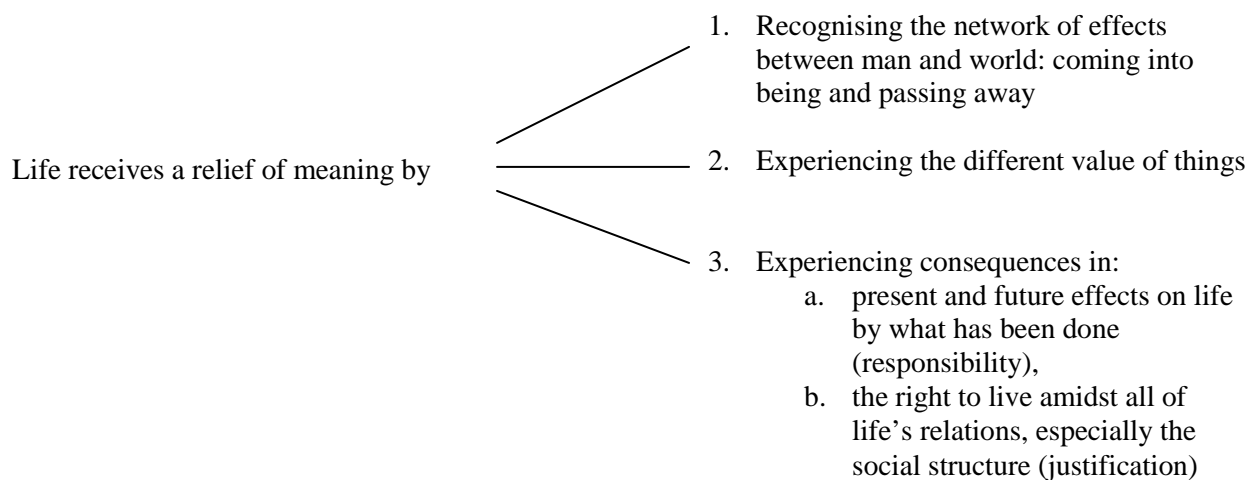 1. Recognising the network of effects
between man and world: coming into
being and passing away
Life receives a relief of meaning by
2. Experiencing the different value of things
3. Experiencing consequences in:
a. present and future effects on life
by what has been done
(responsibility),
b. the right to live amidst all of
life’s relations, especially the
social structure (justification)